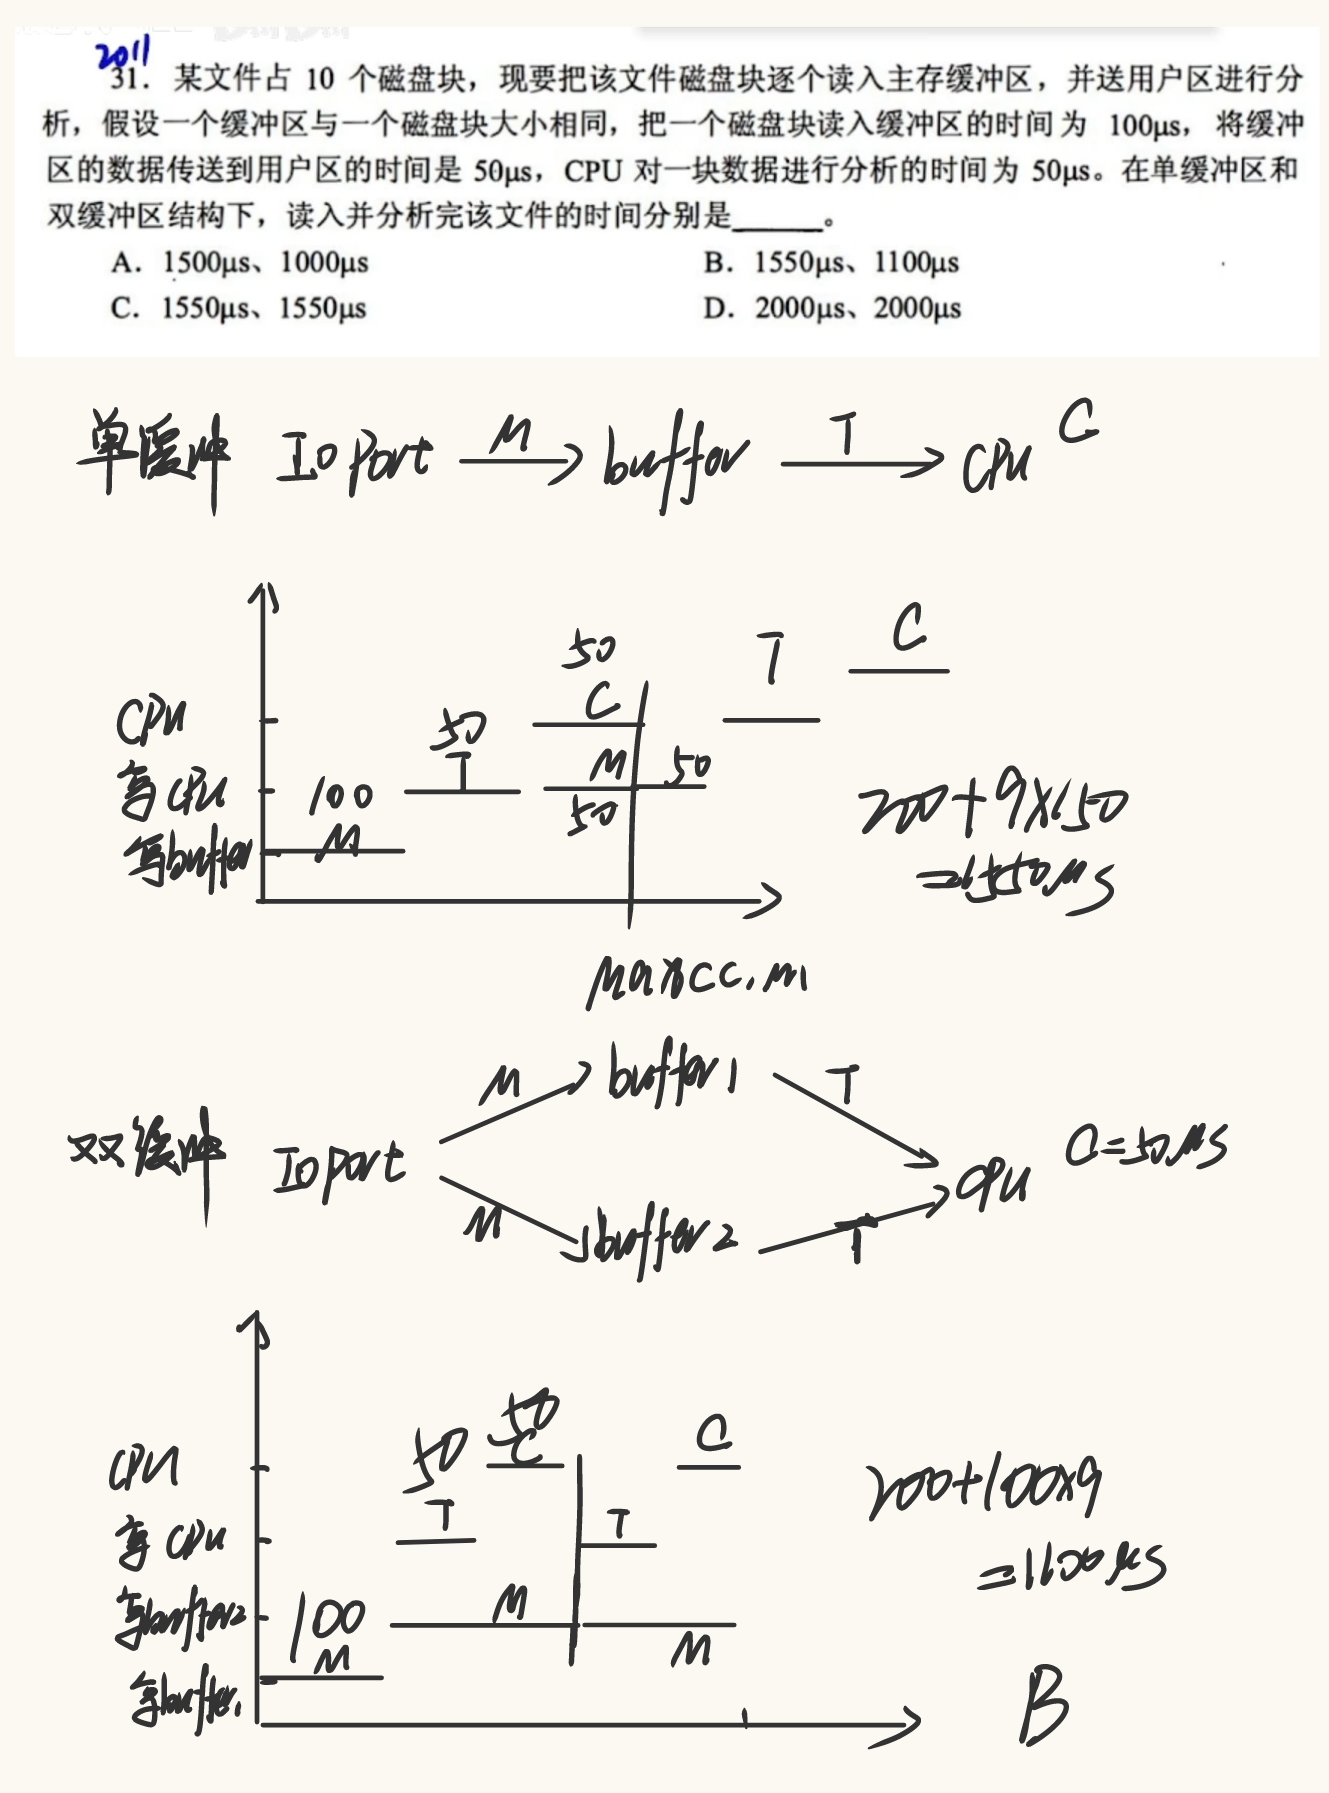 2011
31. 某文件占 10 个磁盘块，现要把该文件磁盘块逐个读入主存缓冲区，并送用户区进行分
析，假设一个缓冲区与一个磁盘块大小相同，把一个磁盘块读入缓冲区的时间为 100μs，将缓冲
区的数据传送到用户区的时间是 50μs，CPU 对一块数据进行分析的时间为 50μs。在单缓冲区和
双缓冲区结构下，读入并分析完该文件的时间分别是______。
A. 1500μs、1000μs B. 1550μs、1100μs
C. 1550μs、1550μs D. 2000μs、2000μs
单缓冲 IO Port M buffer T CPU C
50 T C
CPU 50 C
写CPU 100 T M 50
50
写buffer M
200+9×150
=1550μs
Max(C,M)
M buffer1 T
双缓冲 IO port CPU C=50μs
M buffer2 T
50 50 C C
CPU
T T
写CPU
写buffer2 100 M M
写buffer1 M
200+100×9
=1100μs
B